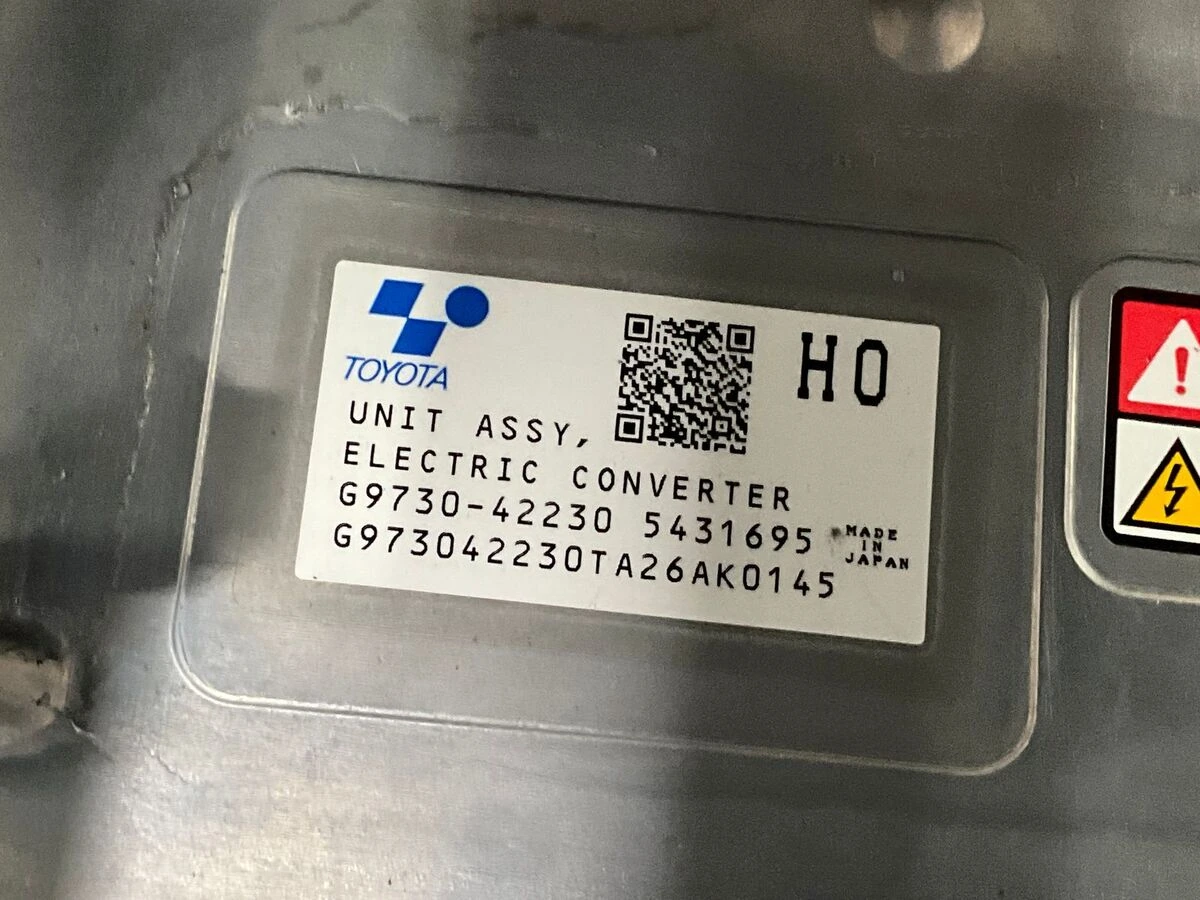 TOYOTA
H0
UNIT ASSY,
ELECTRIC CONVERTER
G9730-42230 5431695
G973042230TA26AK0145
MADE
IN
JAPAN